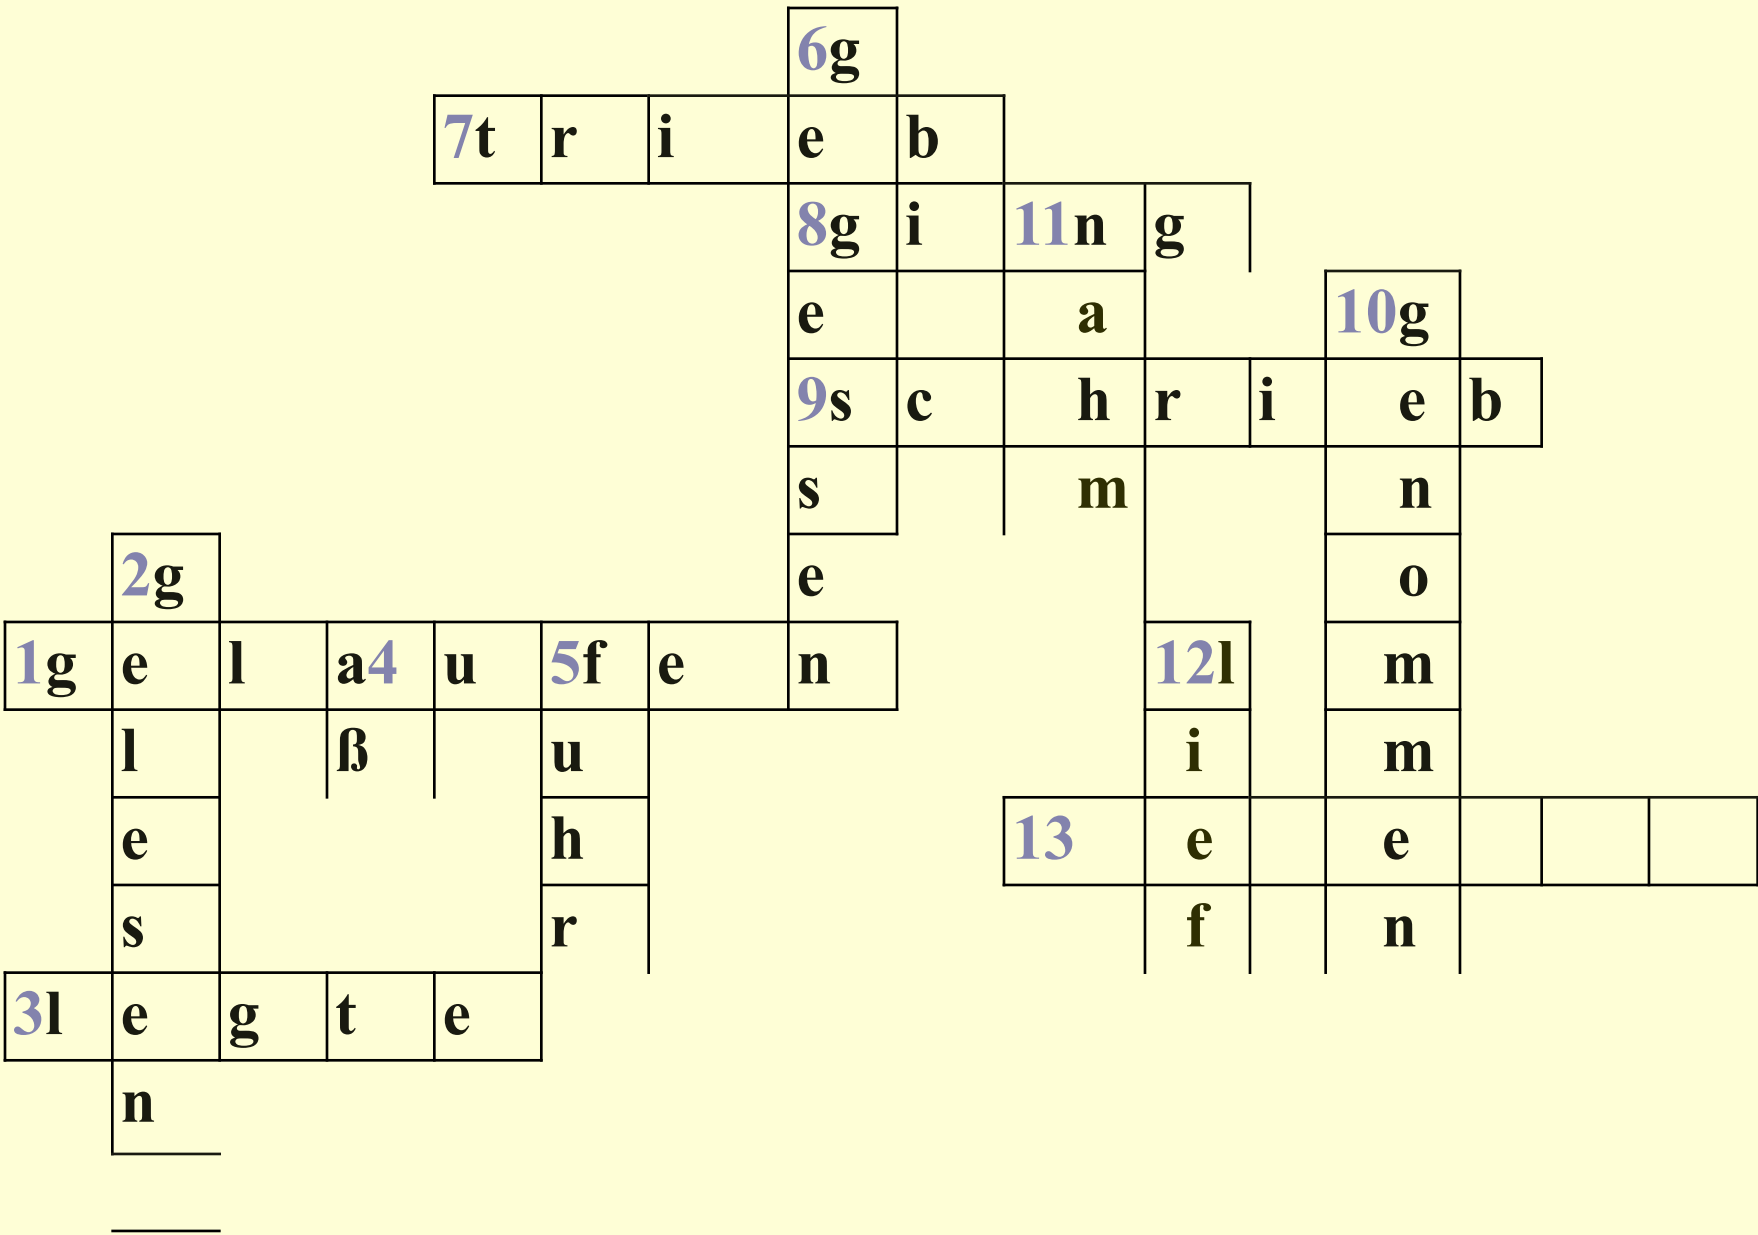 6g
7t r i e b
8g i 11n g
e a 10g
9s c h r i e b
s m n
2g e o
1g e l a4 u 5f e n 12l m
l ß u i m
e h 13 e e
s r f n
3l e g t e
n